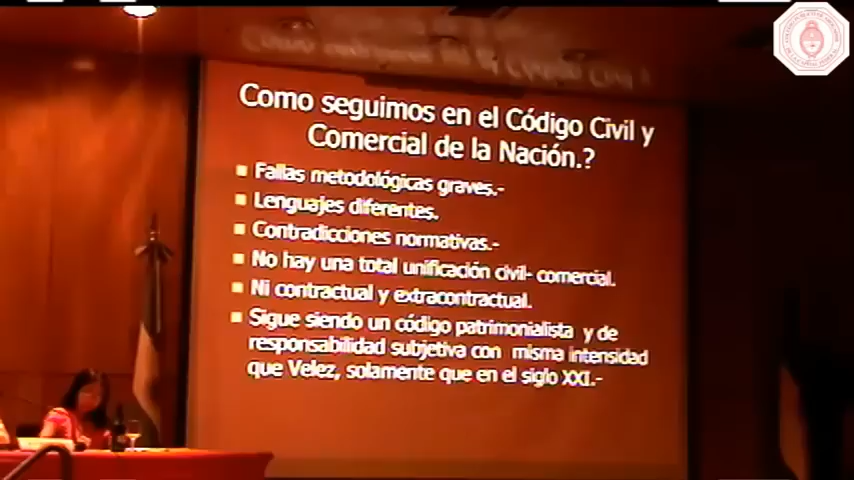 Como seguimos en el Código Civil y
Comercial de la Nación.?
Fallas metodológicas graves.-
Lenguajes diferentes.
Contradicciones normativas.-
No hay una total unificación civil- comercial.
Ni contractual y extracontractual.
Sigue siendo un código patrimonialista y de
responsabilidad subjetiva con misma intensidad
que Velez, solamente que en el siglo XXI.-